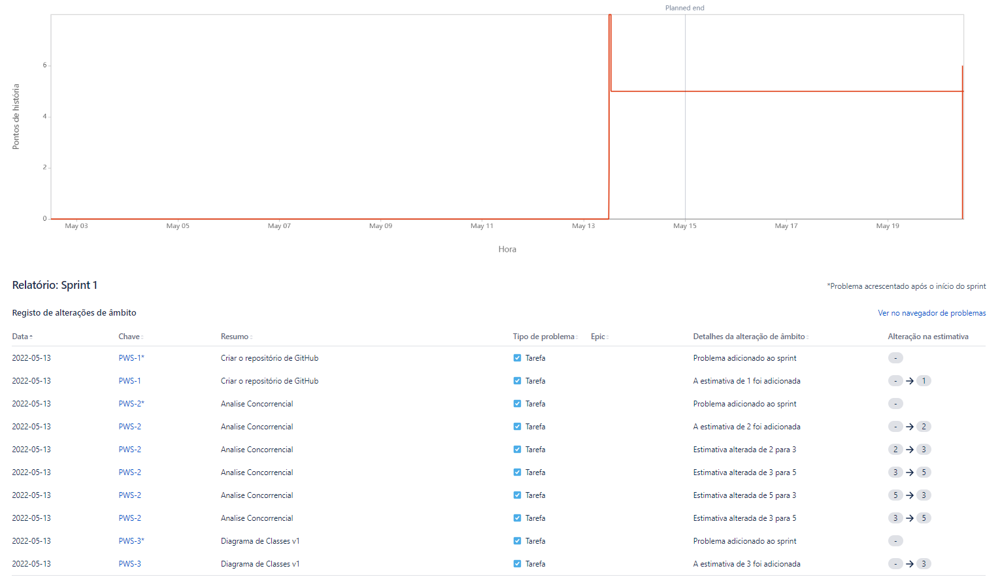 Planned end
6
4
2
0
Pontos de história
May 03 May 05 May 07 May 09 May 11 May 13 May 15 May 17 May 19
Hora
Relatório: Sprint 1
*Problema acrescentado após o início do sprint
Registo de alterações de âmbito
Ver no navegador de problemas
Data Chave Resumo Tipo de problema Epic Detalhes da alteração de âmbito Alteração na estimativa
2022-05-13 PWS-1* Criar o repositório de GitHub Tarefa Problema adicionado ao sprint -
2022-05-13 PWS-1 Criar o repositório de GitHub Tarefa A estimativa de 1 foi adicionada - → 1
2022-05-13 PWS-2* Analise Concorrencial Tarefa Problema adicionado ao sprint -
2022-05-13 PWS-2 Analise Concorrencial Tarefa A estimativa de 2 foi adicionada - → 2
2022-05-13 PWS-2 Analise Concorrencial Tarefa Estimativa alterada de 2 para 3 2 → 3
2022-05-13 PWS-2 Analise Concorrencial Tarefa Estimativa alterada de 3 para 5 3 → 5
2022-05-13 PWS-2 Analise Concorrencial Tarefa Estimativa alterada de 5 para 3 5 → 3
2022-05-13 PWS-2 Analise Concorrencial Tarefa Estimativa alterada de 3 para 5 3 → 5
2022-05-13 PWS-3* Diagrama de Classes v1 Tarefa Problema adicionado ao sprint -
2022-05-13 PWS-3 Diagrama de Classes v1 Tarefa A estimativa de 3 foi adicionada - → 3